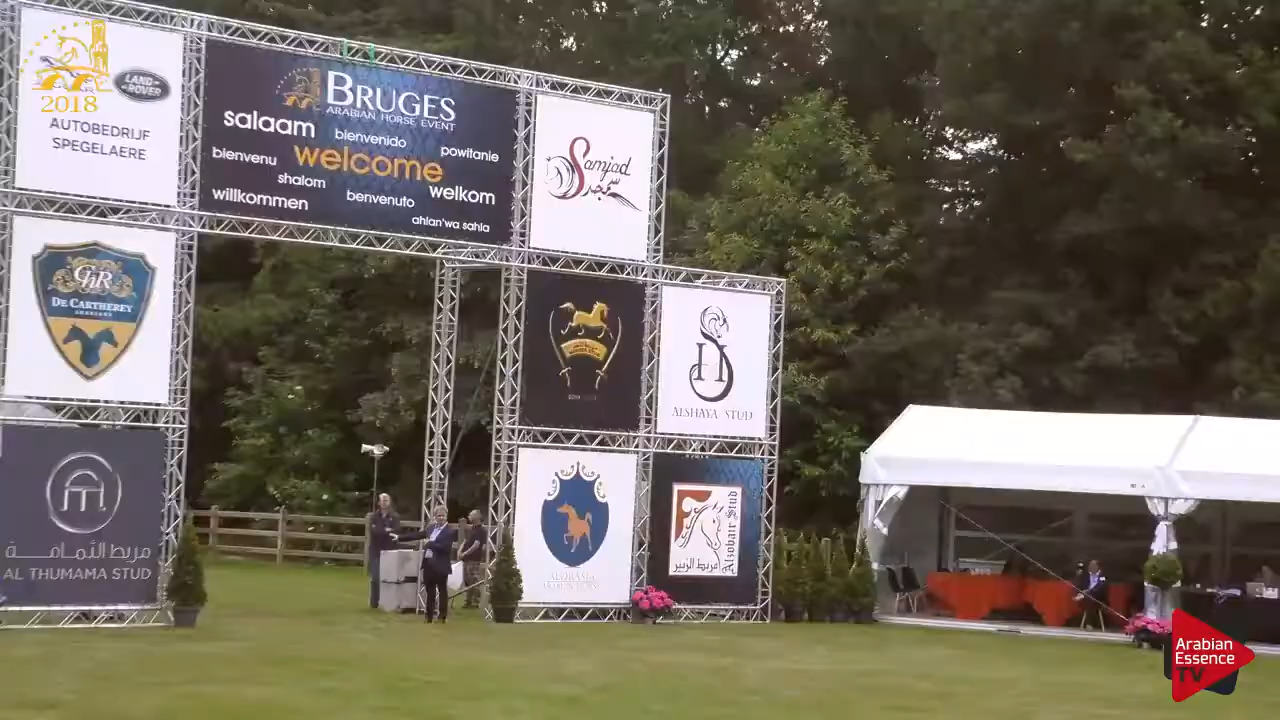 2018
LAND-
ROVER
AUTOBEDRIJF
SPEGELAERE
BRUGES
ARABIAN HORSE EVENT
salaam
bienvenido
powitanie
bienvenu
welcome
shalom
welkom
willkommen
benvenuto
ahlan'wa sahla
Samjad
سمجد
DE CARTHEREY
ALSHAYA STUD
مربط الثمامة
AL THUMAMA STUD
Alzobair Stud
مربط الزبير
Arabian
Essence
TV